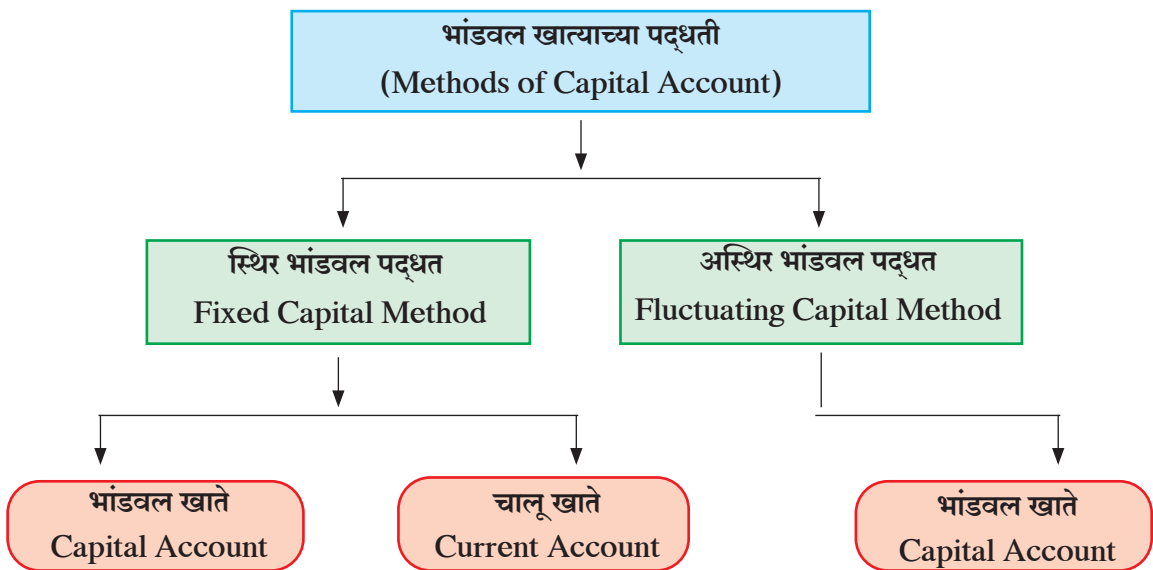 भांडवल खात्याच्या पद्धती
(Methods of Capital Account)
स्थिर भांडवल पद्धत
Fixed Capital Method
अस्थिर भांडवल पद्धत
Fluctuating Capital Method
भांडवल खाते
Capital Account
चालू खाते
Current Account
भांडवल खाते
Capital Account